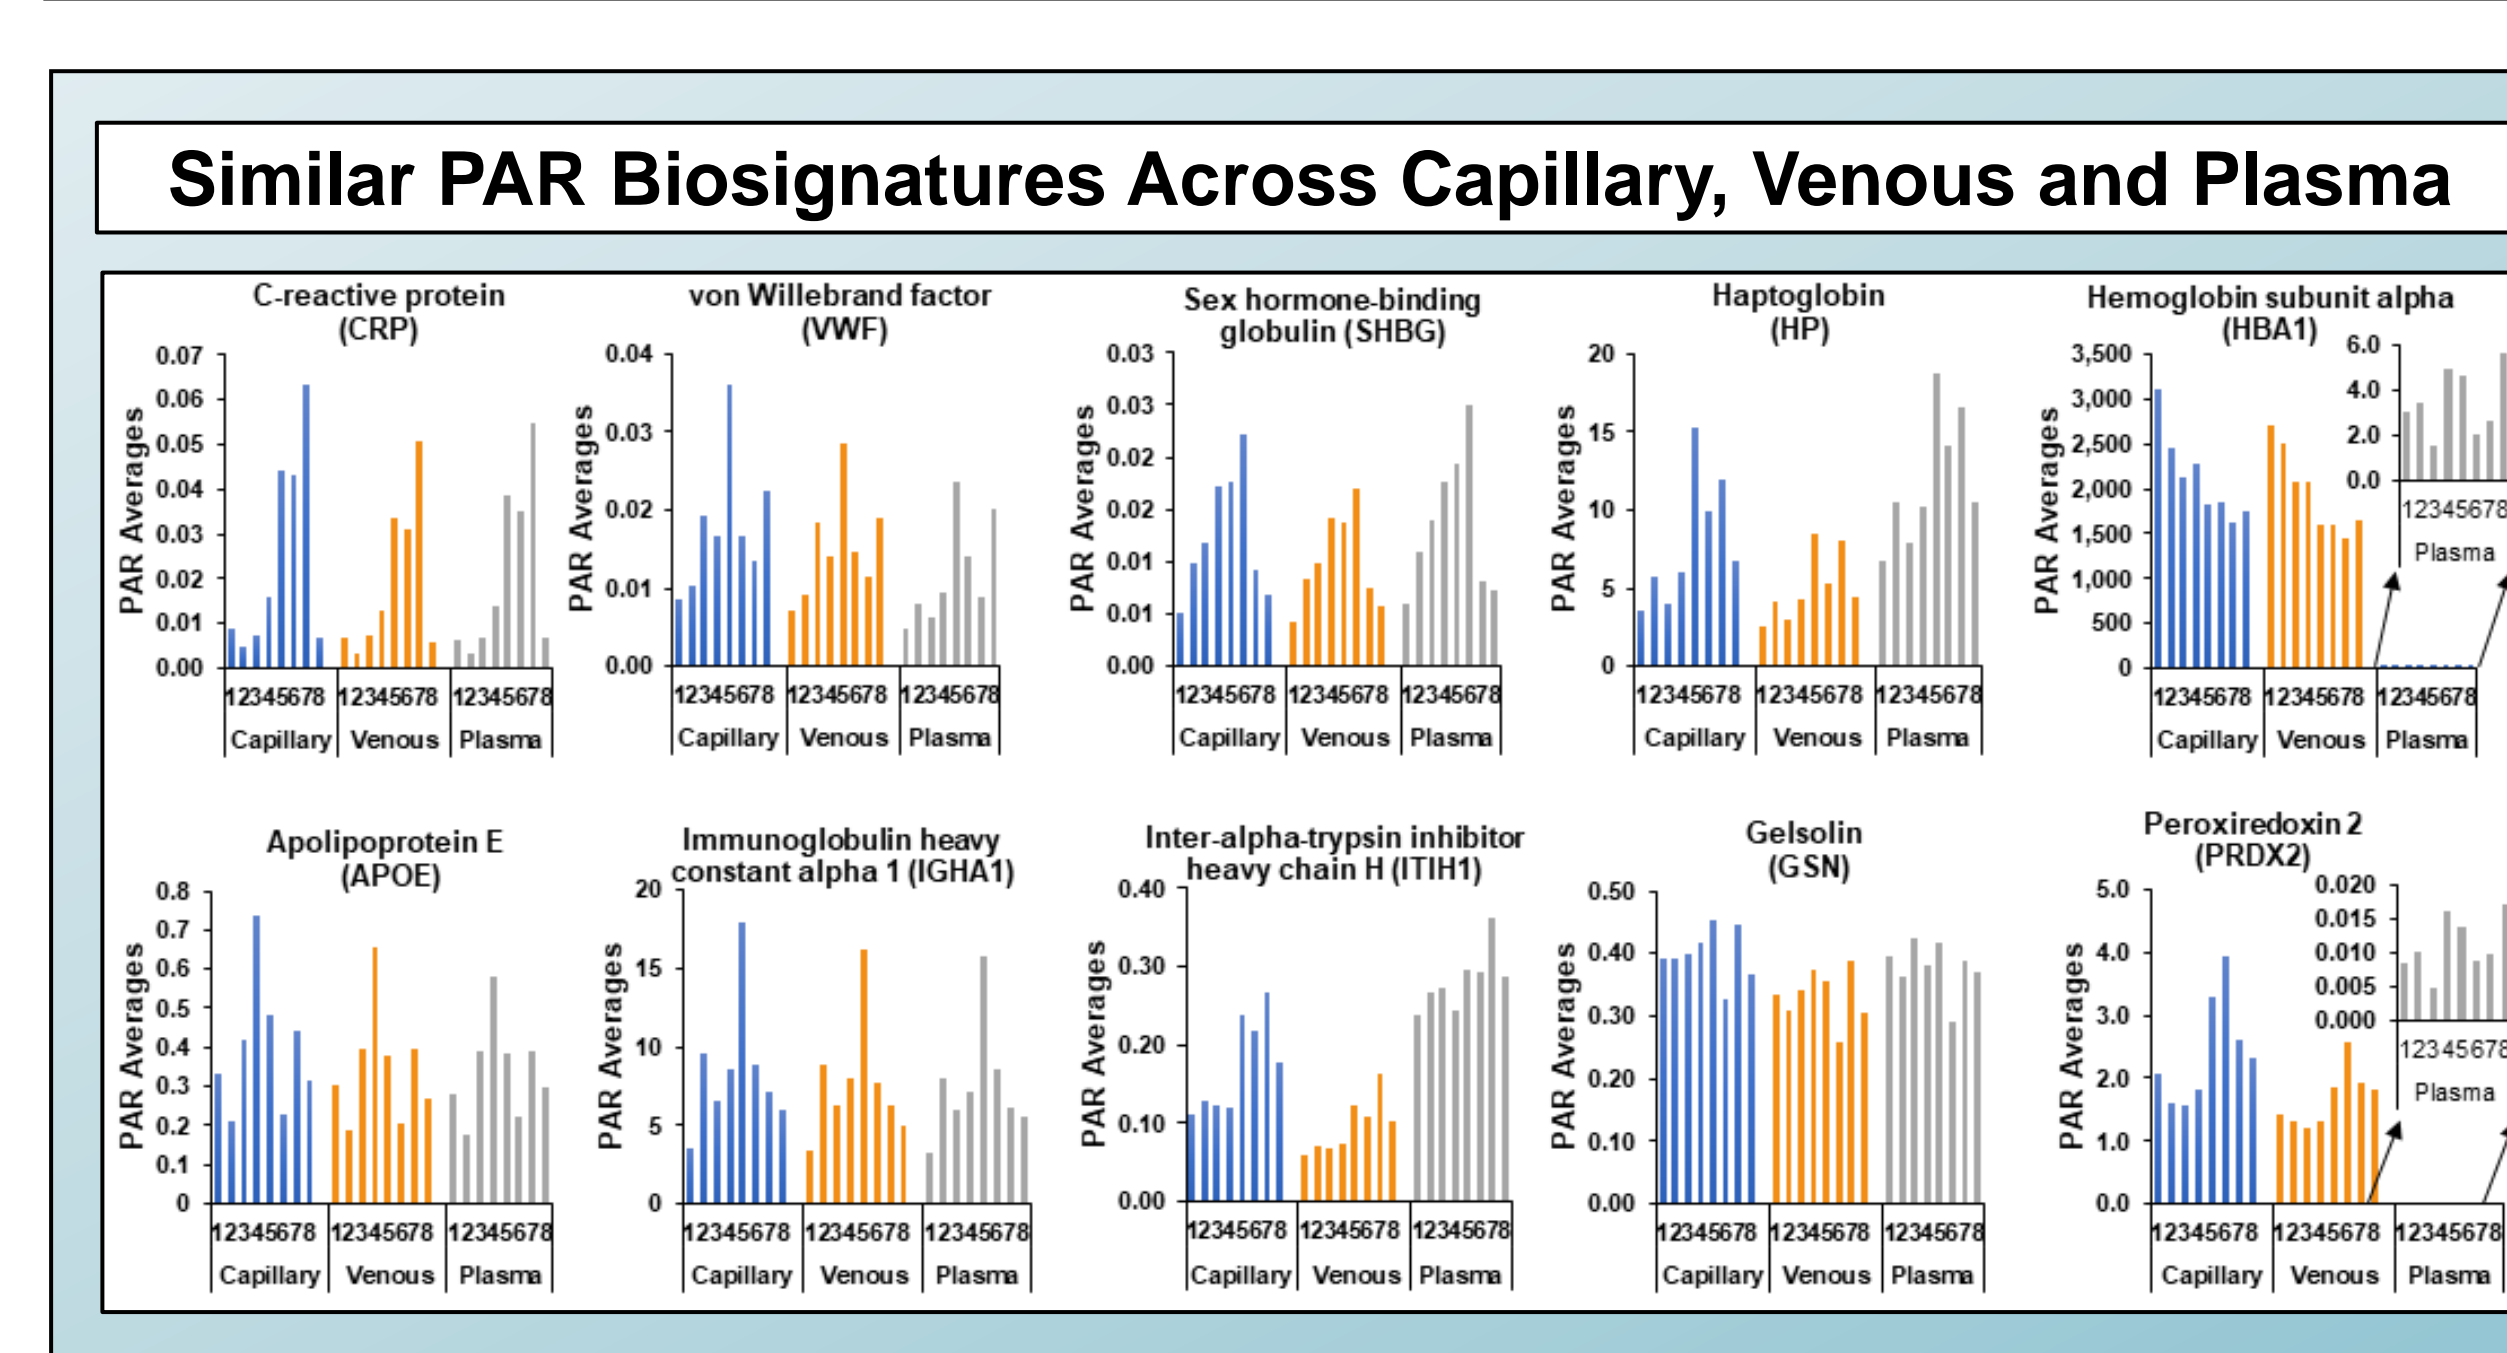 Similar PAR Biosignatures Across Capillary, Venous and Plasma
C-reactive protein
(CRP)
PAR Averages
0.07
0.06
0.05
0.04
0.03
0.02
0.01
0.00
12345678 12345678 12345678
Capillary Venous Plasma
von Willebrand factor
(VWF)
PAR Averages
0.04
0.03
0.02
0.01
0.00
12345678 12345678 12345678
Capillary Venous Plasma
Sex hormone-binding
globulin (SHBG)
PAR Averages
0.03
0.03
0.02
0.02
0.01
0.01
0.00
12345678 12345678 12345678
Capillary Venous Plasma
Haptoglobin
(HP)
PAR Averages
20
15
10
5
0
12345678 12345678 12345678
Capillary Venous Plasma
Hemoglobin subunit alpha
(HBA1)
PAR Averages
3,500
3,000
2,500
2,000
1,500
1,000
500
0
12345678 12345678 12345678
Capillary Venous Plasma
6.0
4.0
2.0
0.0
12345678
Plasma
Apolipoprotein E
(APOE)
PAR Averages
0.8
0.7
0.6
0.5
0.4
0.3
0.2
0.1
0
12345678 12345678 12345678
Capillary Venous Plasma
Immunoglobulin heavy
constant alpha 1 (IGHA1)
PAR Averages
20
15
10
5
0
12345678 12345678 12345678
Capillary Venous Plasma
Inter-alpha-trypsin inhibitor
heavy chain H (ITIH1)
PAR Averages
0.40
0.30
0.20
0.10
0.00
12345678 12345678 12345678
Capillary Venous Plasma
Gelsolin
(GSN)
PAR Averages
0.50
0.40
0.30
0.20
0.10
0.00
12345678 12345678 12345678
Capillary Venous Plasma
Peroxiredoxin 2
(PRDX2)
PAR Averages
5.0
4.0
3.0
2.0
1.0
0.0
12345678 12345678 12345678
Capillary Venous Plasma
0.020
0.015
0.010
0.005
0.000
12345678
Plasma